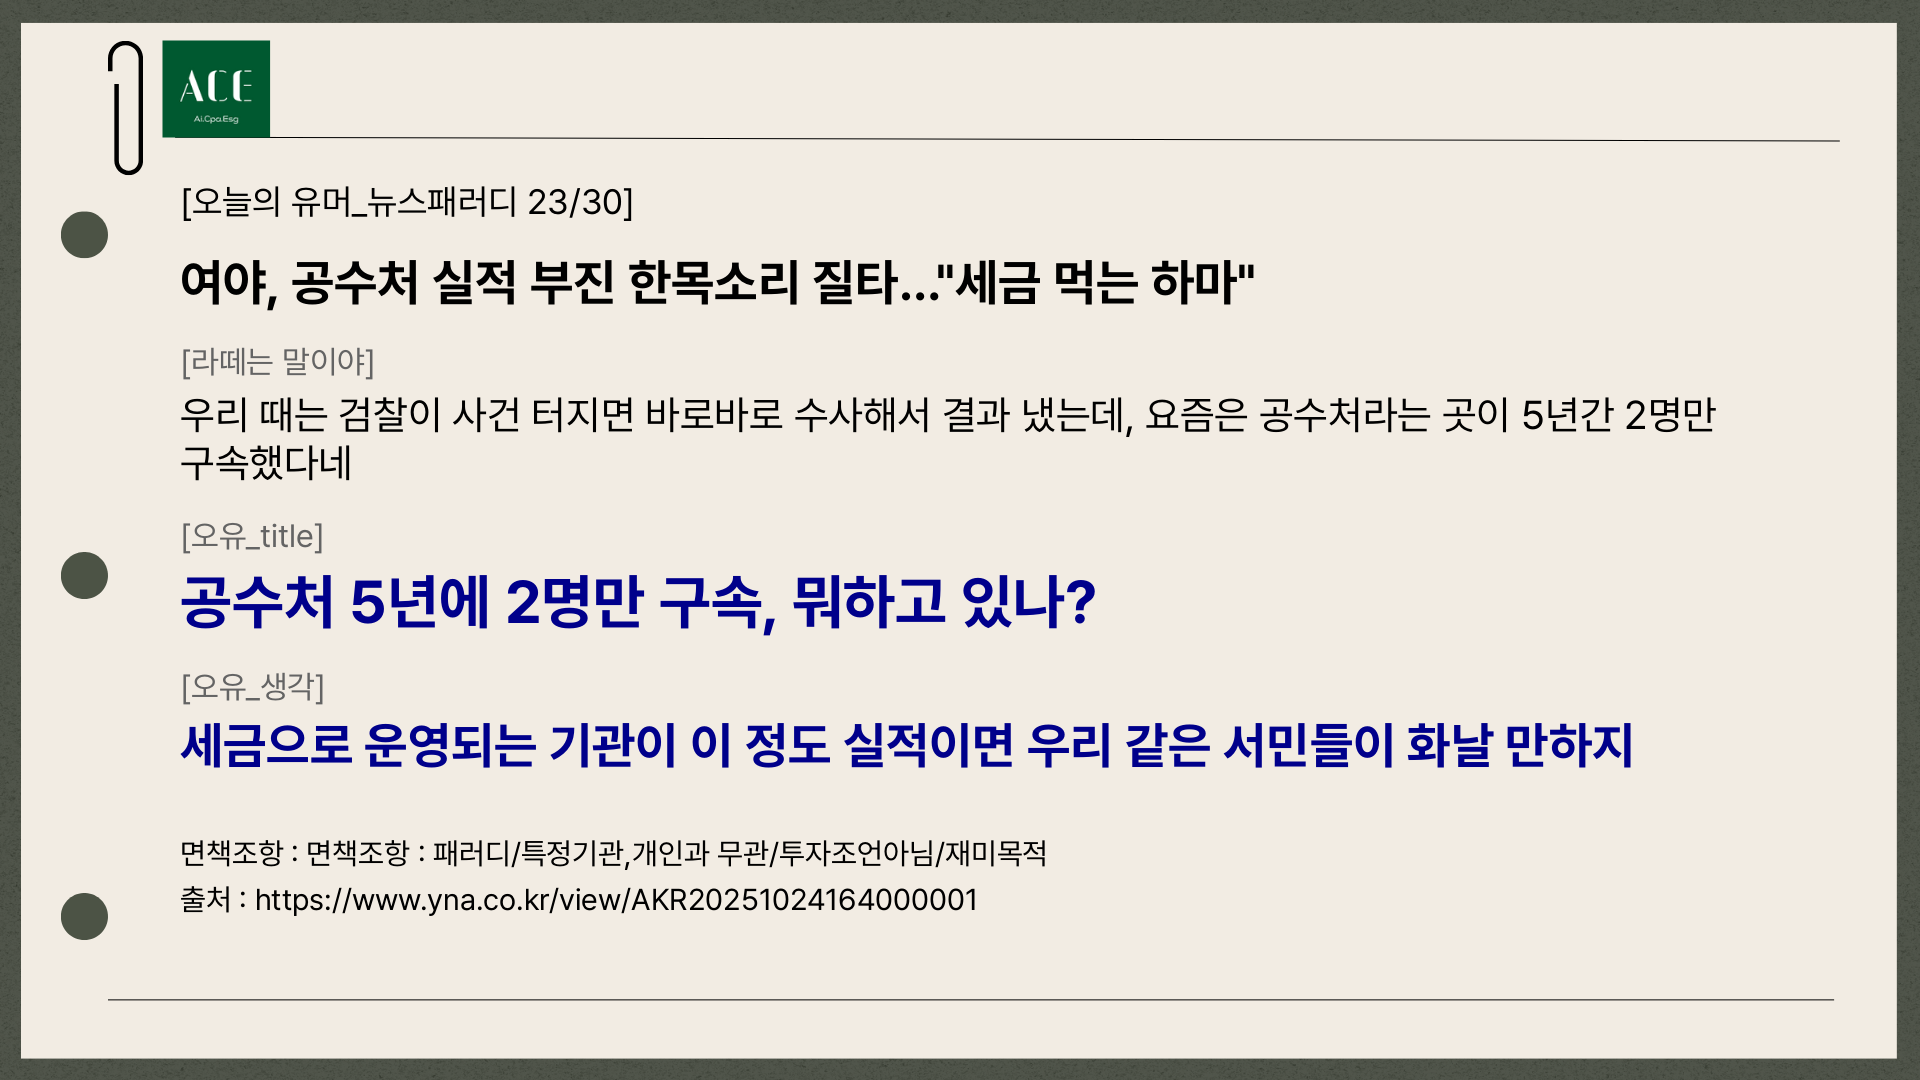 ACE
Ai.Cpa.Esg
[오늘의 유머_뉴스패러디 23/30]
여야, 공수처 실적 부진 한목소리 질타..."세금 먹는 하마"
[라떼는 말이야]
우리 때는 검찰이 사건 터지면 바로바로 수사해서 결과 냈는데, 요즘은 공수처라는 곳이 5년간 2명만
구속했다네
[오유_title]
공수처 5년에 2명만 구속, 뭐하고 있나?
[오유_생각]
세금으로 운영되는 기관이 이 정도 실적이면 우리 같은 서민들이 화날 만하지
면책조항 : 면책조항 : 패러디/특정기관,개인과 무관/투자조언아님/재미목적
출처 : https://www.yna.co.kr/view/AKR20251024164000001